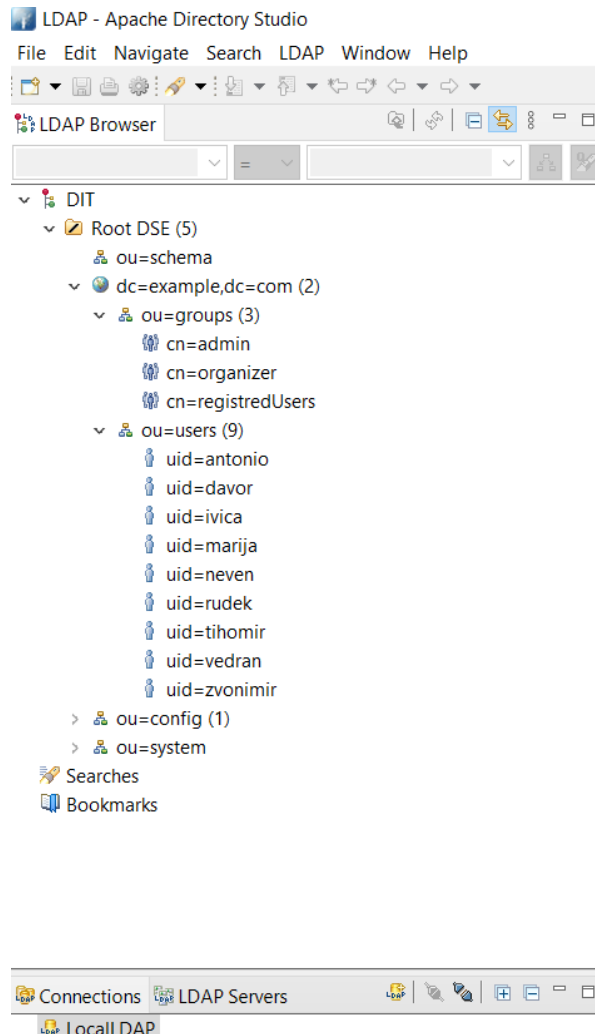 LDAP - Apache Directory Studio
File Edit Navigate Search LDAP Window Help
LDAP Browser
=
DIT
Root DSE (5)
ou=schema
dc=example,dc=com (2)
ou=groups (3)
cn=admin
cn=organizer
cn=registredUsers
ou=users (9)
uid=antonio
uid=davor
uid=ivica
uid=marija
uid=neven
uid=rudek
uid=tihomir
uid=vedran
uid=zvonimir
ou=config (1)
ou=system
Searches
Bookmarks
Connections LDAP Servers
LocalLDAP